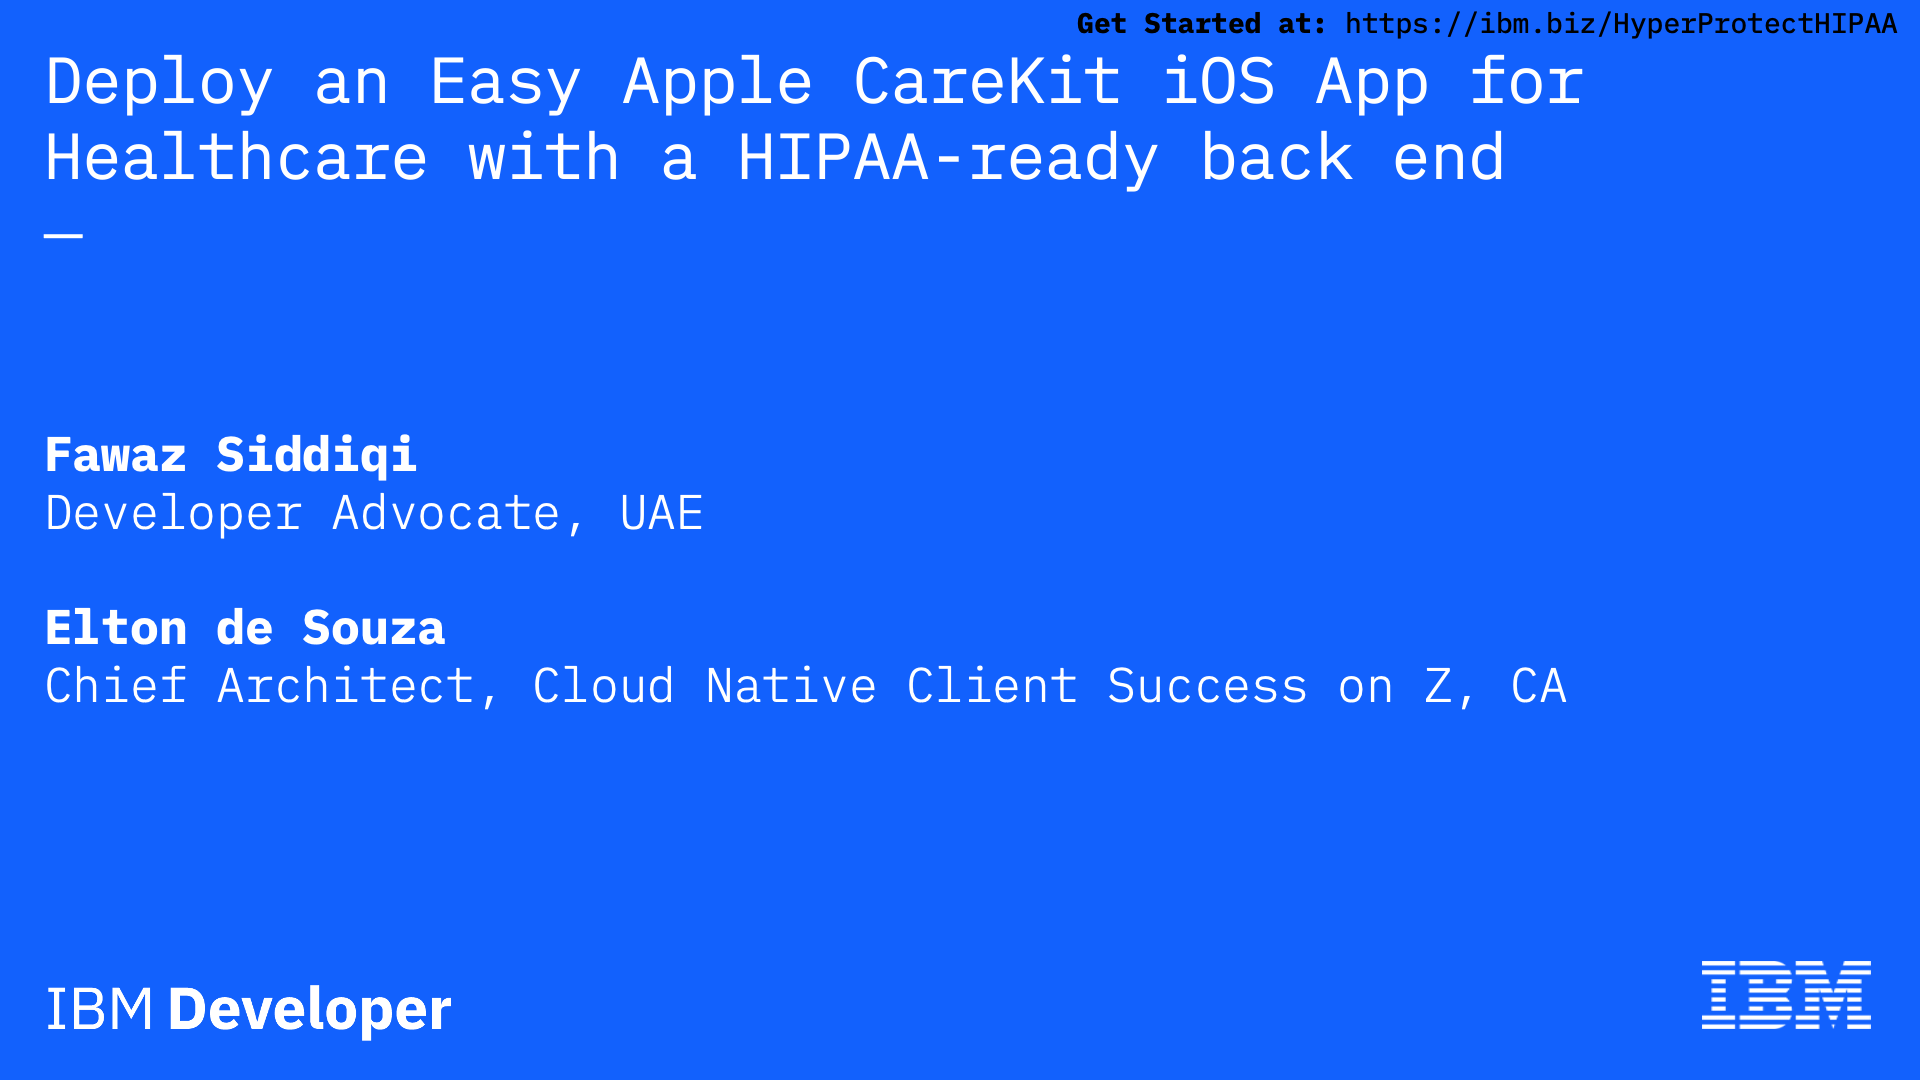 Get Started at: https://ibm.biz/HyperProtectHIPAA
Deploy an Easy Apple CareKit iOS App for
Healthcare with a HIPAA-ready back end
—
Fawaz Siddiqi
Developer Advocate, UAE
Elton de Souza
Chief Architect, Cloud Native Client Success on Z, CA
IBM Developer
IBM